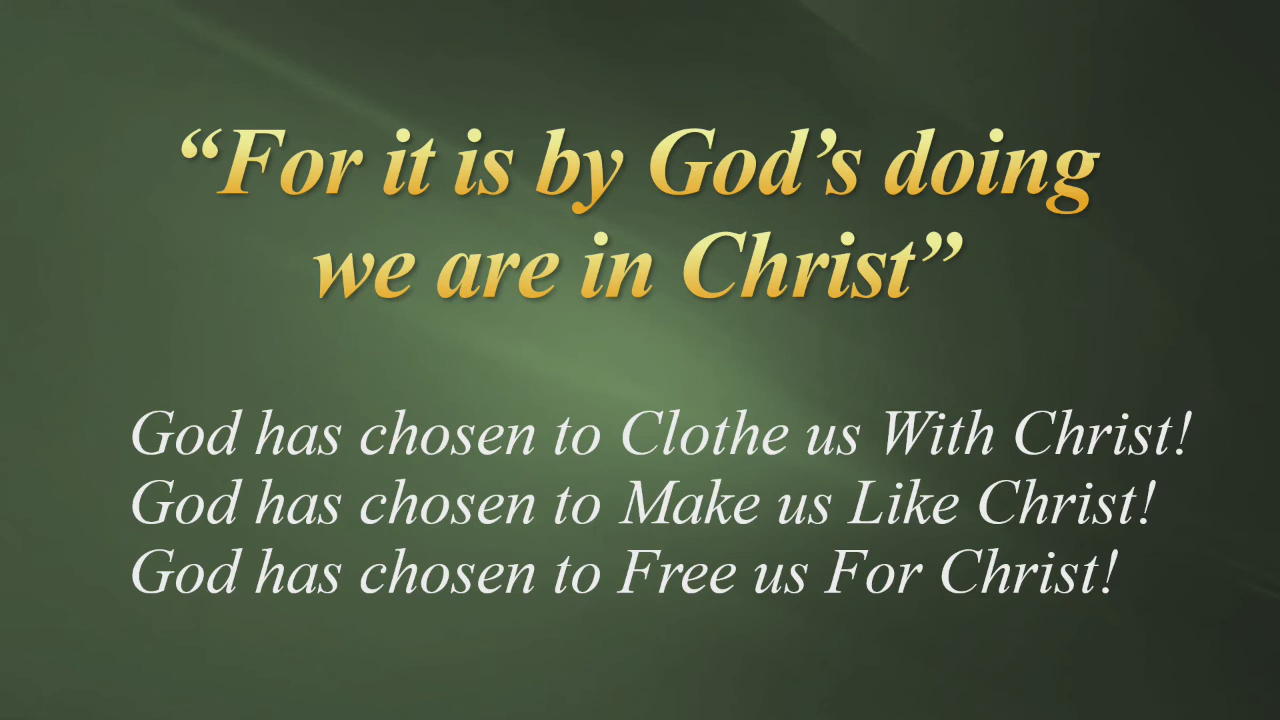 “For it is by God’s doing
we are in Christ”
God has chosen to Clothe us With Christ!
God has chosen to Make us Like Christ!
God has chosen to Free us For Christ!